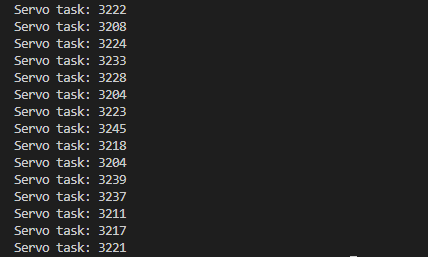 Servo task: 3222
Servo task: 3208
Servo task: 3224
Servo task: 3233
Servo task: 3228
Servo task: 3204
Servo task: 3223
Servo task: 3245
Servo task: 3218
Servo task: 3204
Servo task: 3239
Servo task: 3237
Servo task: 3211
Servo task: 3217
Servo task: 3221